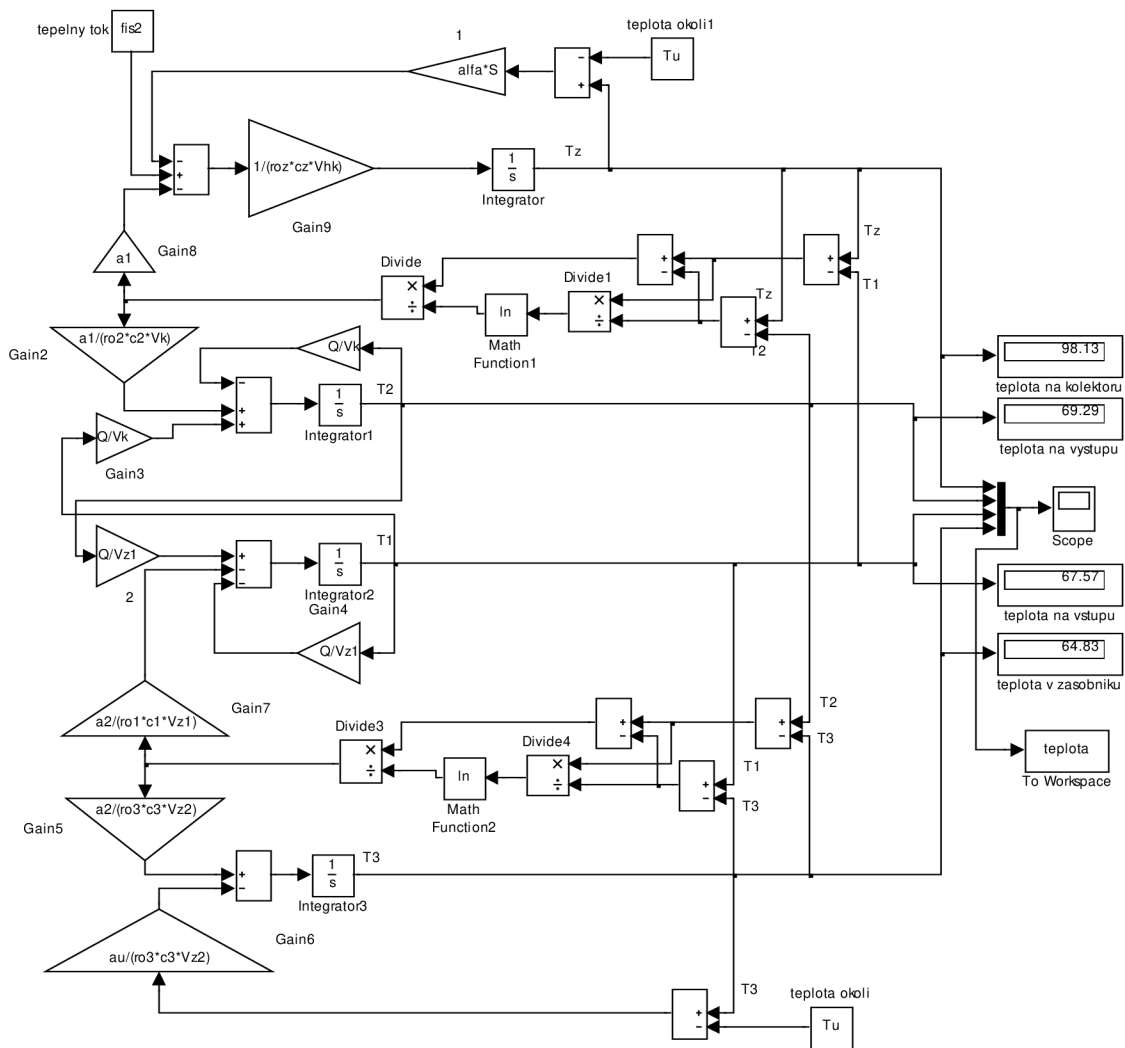 teplota okoli1
tepelny tok
fis2
1
Tu
alfa*S
−
+
−
+
−
1/(roz*cz*Vhk)
1
s
Integrator
Tz
Gain9
Gain8
a1
Tz
T1
+
−
+
−
Divide
Divide1
×
÷
ln
×
÷
Tz
T2
+
−
Math
Function1
Gain2
a1/(ro2*c2*Vk)
Q/Vk
98.13
teplota na kolektoru
−
+
+
1
s
Integrator1
T2
69.29
teplota na vystupu
Q/Vk
Gain3
Scope
Q/Vz1
+
−
−
1
s
Integrator2
T1
67.57
teplota na vstupu
2
Gain4
Q/Vz1
64.83
teplota v zasobniku
Gain7
a2/(ro1*c1*Vz1)
T2
T3
+
−
+
−
Divide3
Divide4
×
÷
ln
×
÷
T1
T3
+
−
Math
Function2
teplota
To Workspace
a2/(ro3*c3*Vz2)
Gain5
+
−
1
s
Integrator3
T3
Gain6
au/(ro3*c3*Vz2)
T3
teplota okoli
+
−
Tu